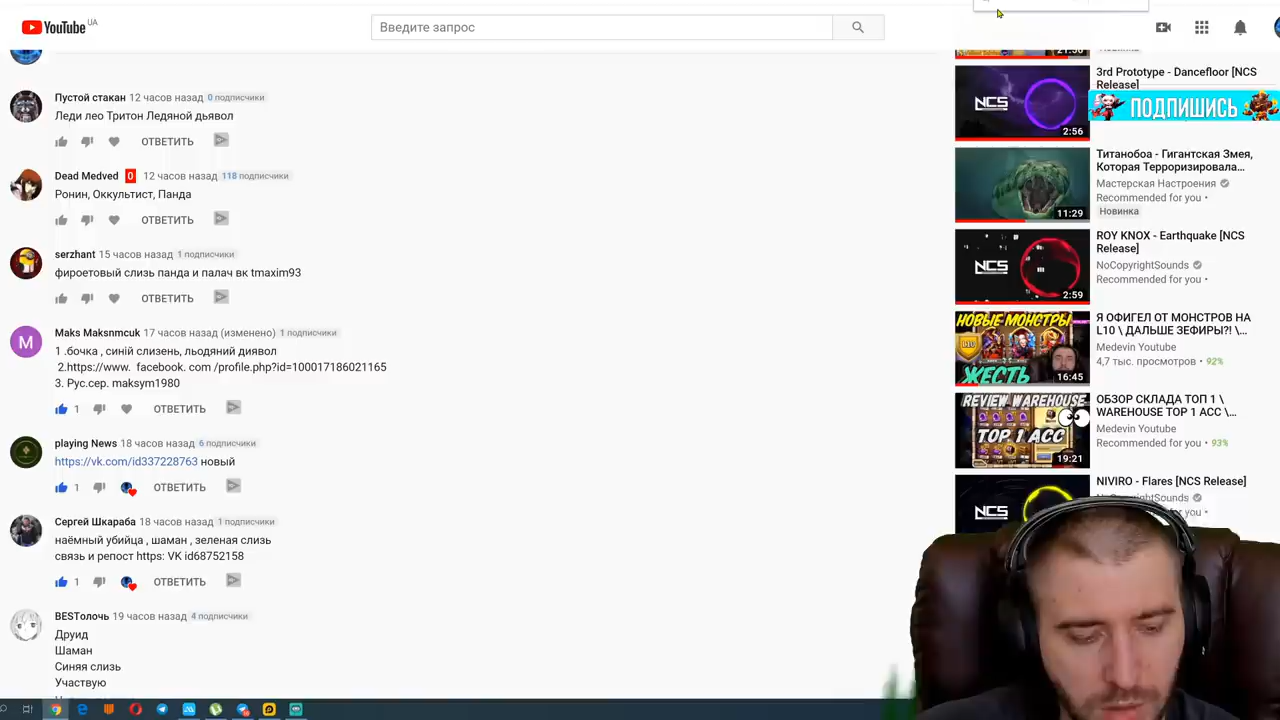 YouTube UA
Введите запрос
Пустой стакан 12 часов назад 0 подписчики
Леди лео Тритон Ледяной дьявол
ОТВЕТИТЬ
Dead Medved 0 12 часов назад 118 подписчики
Ронин, Оккультист, Панда
ОТВЕТИТЬ
serzhant 15 часов назад 1 подписчики
фироетовый слизь панда и палач вк tmaxim93
ОТВЕТИТЬ
M
Maks Maksnmcuk 17 часов назад (изменено) 1 подписчики
1 .бочка , синій слизень, льодяний диявол
2.https://www. facebook. com /profile.php?id=100017186021165
3. Рус.сер. maksym1980
1 ОТВЕТИТЬ
playing News 18 часов назад 6 подписчики
https://vk.com/id337228763 новый
1 ОТВЕТИТЬ
Сергей Шкараба 18 часов назад 1 подписчики
наёмный убийца , шаман , зеленая слизь
связь и репост https: VK id68752158
1 ОТВЕТИТЬ
BESTолочь 19 часов назад 4 подписчики
Друид
Шаман
Синяя слизь
Участвую
Новинка
3rd Prototype - Dancefloor [NCS
Release]
NCS
2:56
ПОДПИШИСЬ
Титанобоа - Гигантская Змея,
Которая Терроризировала...
Мастерская Настроения
Recommended for you •
Новинка
11:29
ROY KNOX - Earthquake [NCS
Release]
NoCopyrightSounds
Recommended for you •
NCS
2:59
Я ОФИГЕЛ ОТ МОНСТРОВ НА
L10 \ ДАЛЬШЕ ЗЕФИРЫ?! \...
Medevin Youtube
4,7 тыс. просмотров • 92%
НОВЫЕ МОНСТРЫ
L10
ЖЕСТЬ
16:45
ОБЗОР СКЛАДА ТОП 1 \
WAREHOUSE TOP 1 ACC \...
Medevin Youtube
Recommended for you • 93%
REVIEW WAREHOUSE
TOP 1 ACC
19:21
NIVIRO - Flares [NCS Release]
NoCopyrightSounds
NCS